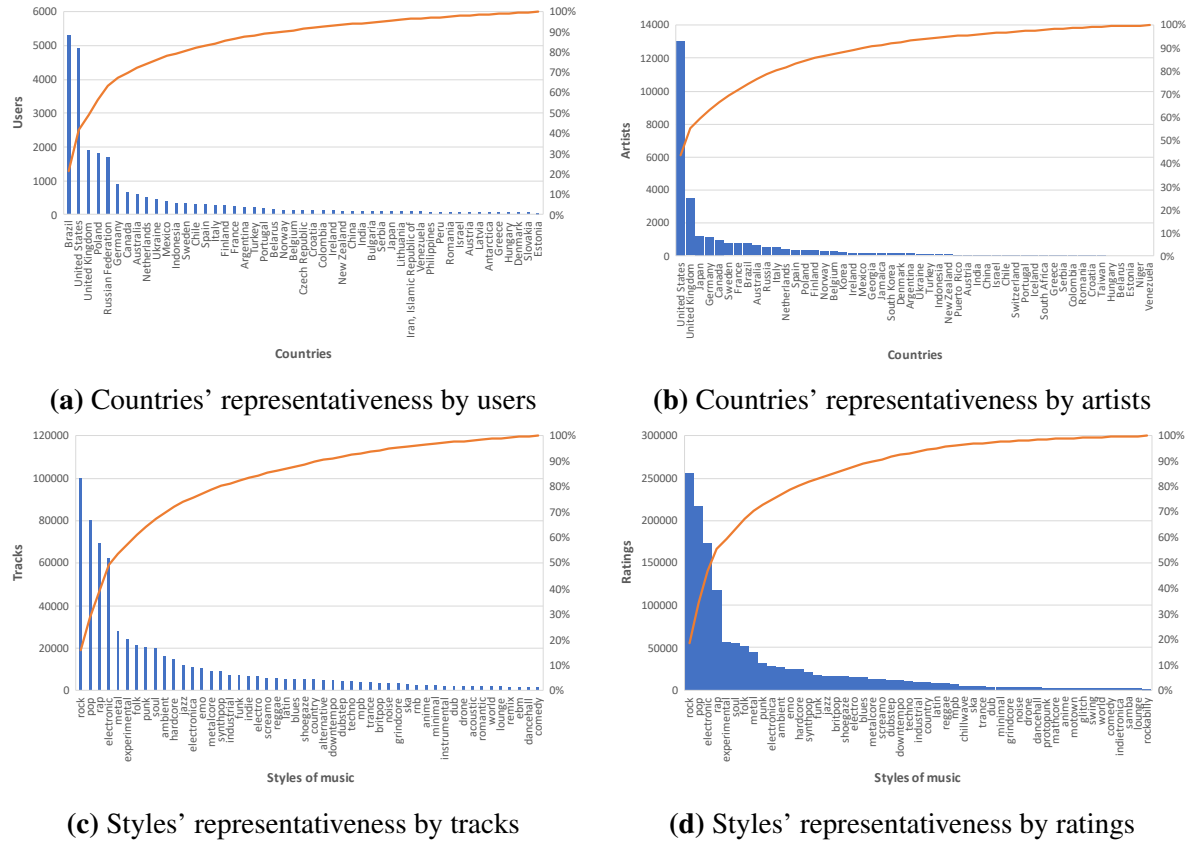 6000
5000
4000
3000
2000
1000
0
Users
100%
90%
80%
70%
60%
50%
40%
30%
20%
10%
0%
Brazil
United States
United Kingdom
Poland
Russian Federation
Germany
Canada
Australia
Netherlands
Ukraine
Mexico
Indonesia
Sweden
Chile
Spain
Italy
Finland
France
Argentina
Turkey
Portugal
Belarus
Norway
Belgium
Czech Republic
Croatia
Colombia
Ireland
New Zealand
China
India
Bulgaria
Serbia
Japan
Lithuania
Iran, Islamic Republic of
Venezuela
Philippines
Peru
Romania
Israel
Austria
Latvia
Antarctica
Greece
Hungary
Denmark
Slovakia
Estonia
Countries
(a) Countries’ representativeness by users
14000
12000
10000
8000
6000
4000
2000
0
Artists
100%
90%
80%
70%
60%
50%
40%
30%
20%
10%
0%
United States
United Kingdom
Japan
Germany
Canada
Sweden
France
Brazil
Australia
Russia
Italy
Netherlands
Spain
Poland
Finland
Norway
Belgium
Korea
Ireland
Mexico
Georgia
Jamaica
South Korea
Denmark
Argentina
Ukraine
Turkey
Indonesia
New Zealand
Puerto Rico
Austria
India
China
Israel
Chile
Switzerland
Portugal
Iceland
South Africa
Greece
Serbia
Colombia
Romania
Croatia
Taiwan
Hungary
Belarus
Estonia
Niger
Venezuela
Countries
(b) Countries’ representativeness by artists
120000
100000
80000
60000
40000
20000
0
Tracks
100%
90%
80%
70%
60%
50%
40%
30%
20%
10%
0%
rock
pop
rap
electronic
metal
experimental
folk
punk
soul
ambient
hardcore
jazz
electronica
emo
metalcore
synthpop
industrial
funk
indie
electro
screamo
reggae
latin
blues
shoegaze
country
alternative
downtempo
dubstep
techno
mpb
trance
britpop
noise
grindcore
ska
rnb
anime
minimal
instrumental
dub
drone
acoustic
romantic
world
lounge
remix
ebm
dancehall
comedy
Styles of music
(c) Styles’ representativeness by tracks
300000
250000
200000
150000
100000
50000
0
Ratings
100%
90%
80%
70%
60%
50%
40%
30%
20%
10%
0%
rock
pop
electronic
rap
experimental
soul
folk
metal
punk
electronica
ambient
emo
hardcore
synthpop
funk
jazz
britpop
shoegaze
electro
blues
metalcore
screamo
dubstep
downtempo
techno
industrial
country
latin
reggae
mpb
chillwave
ska
trance
dub
minimal
grindcore
noise
drone
dancehall
protopunk
mathcore
anime
motown
glitch
swing
world
comedy
indietronica
samba
lounge
rockabilly
Styles of music
(d) Styles’ representativeness by ratings